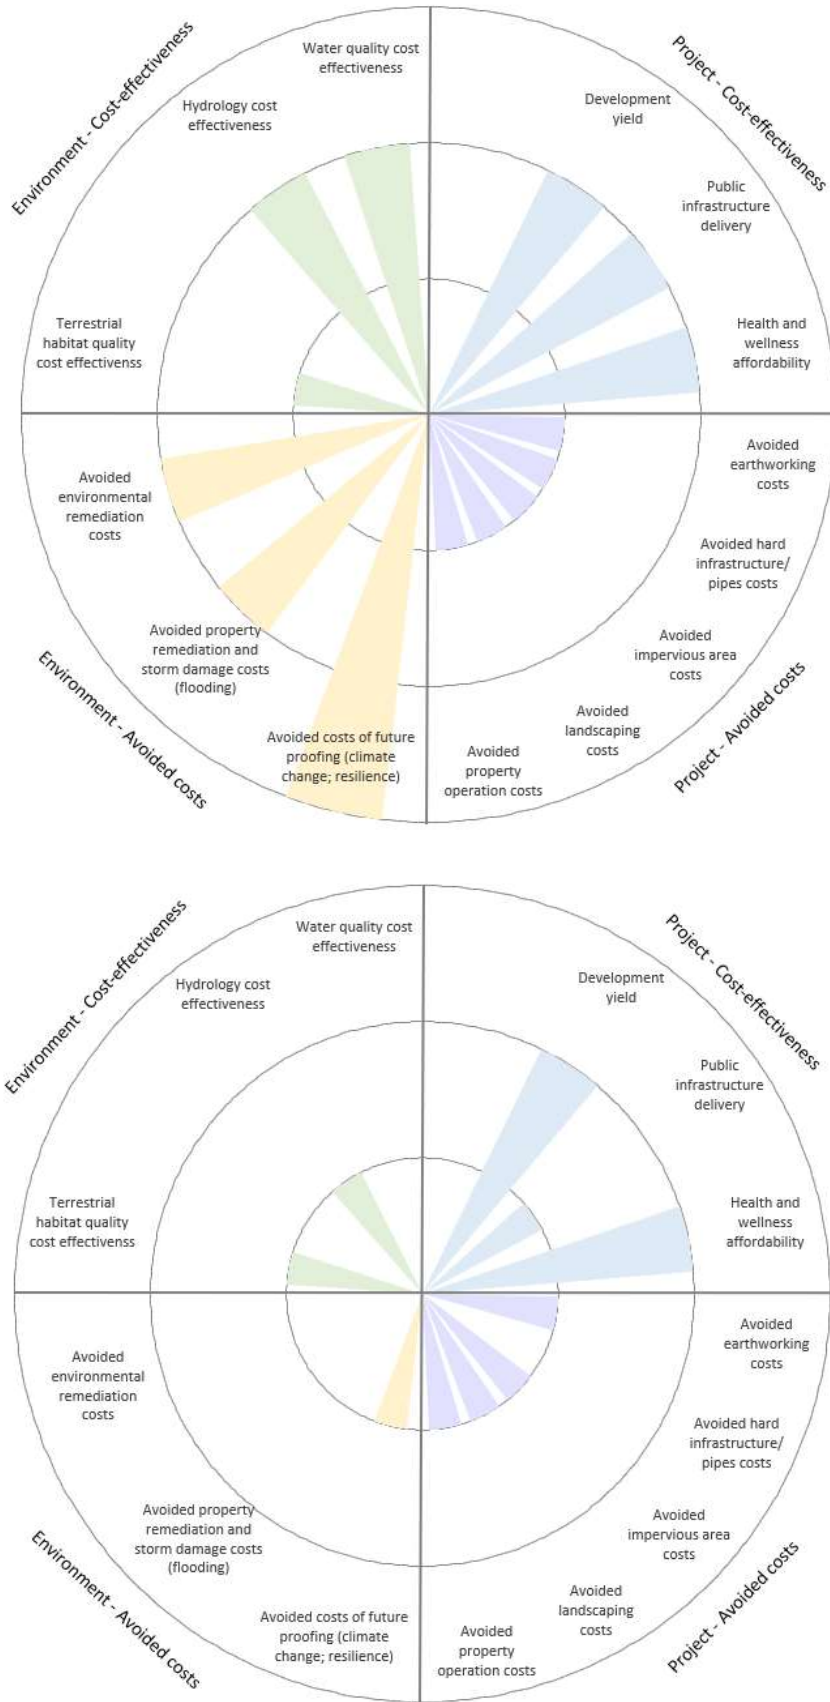 Environment - Cost-effectiveness
Project - Cost-effectiveness
Water quality cost
effectiveness
Hydrology cost
effectiveness
Development
yield
Public
infrastructure
delivery
Terrestrial
habitat quality
cost effectivenss
Health and
wellness
affordability
Avoided
environmental
remediation
costs
Avoided
earthworking
costs
Avoided hard
infrastructure/
pipes costs
Avoided property
remediation and
storm damage costs
(flooding)
Avoided
impervious area
costs
Avoided costs of future
proofing (climate
change; resilience)
Avoided
landscaping
costs
Avoided
property
operation costs
Environment - Avoided costs
Project - Avoided costs
Environment - Cost-effectiveness
Project - Cost-effectiveness
Water quality cost
effectiveness
Hydrology cost
effectiveness
Development
yield
Public
infrastructure
delivery
Terrestrial
habitat quality
cost effectivenss
Health and
wellness
affordability
Avoided
environmental
remediation
costs
Avoided
earthworking
costs
Avoided hard
infrastructure/
pipes costs
Avoided property
remediation and
storm damage costs
(flooding)
Avoided
impervious area
costs
Avoided costs of future
proofing (climate
change; resilience)
Avoided
landscaping
costs
Avoided
property
operation costs
Environment - Avoided costs
Project - Avoided costs